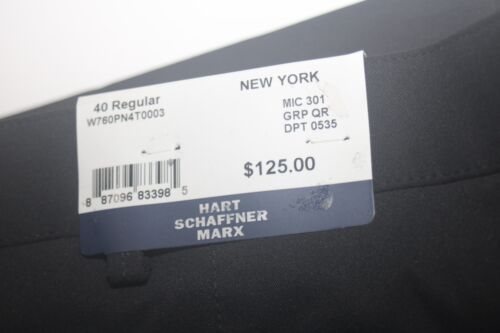 40 Regular
W760PN4T0003
NEW YORK
MIC 301
GRP QR
DPT 0535
$125.00
8 87096 83398 5
HART
SCHAFFNER
MARX